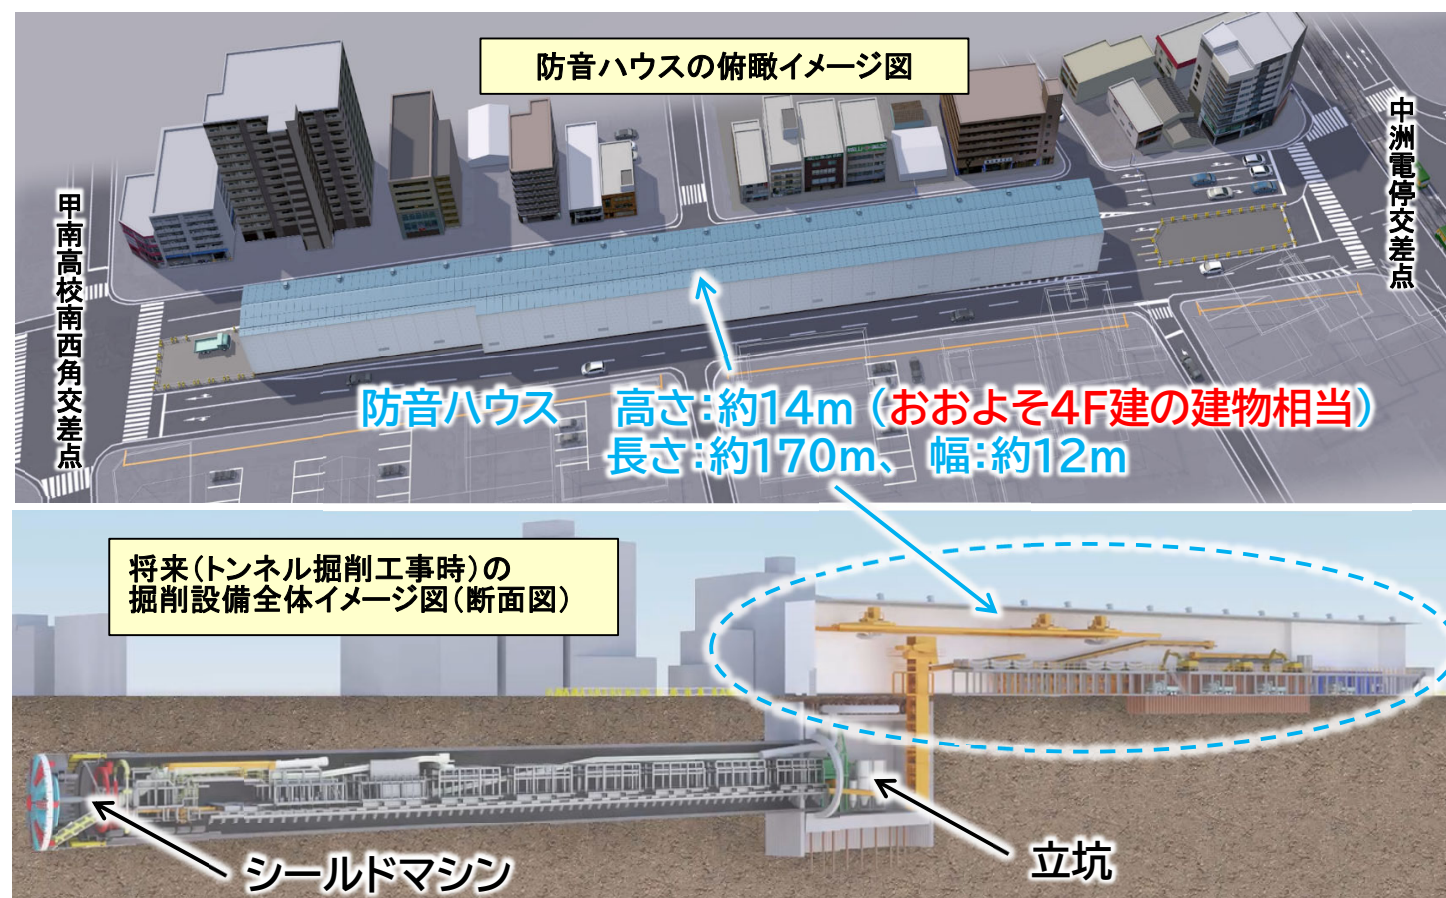 防音ハウスの俯瞰イメージ図
甲南高校南西角交差点
中洲電停交差点
防音ハウス　高さ：約14m（おおよそ4F建の建物相当）
長さ：約170m、幅：約12m
将来（トンネル掘削工事時）の
掘削設備全体イメージ図（断面図）
シールドマシン
立坑